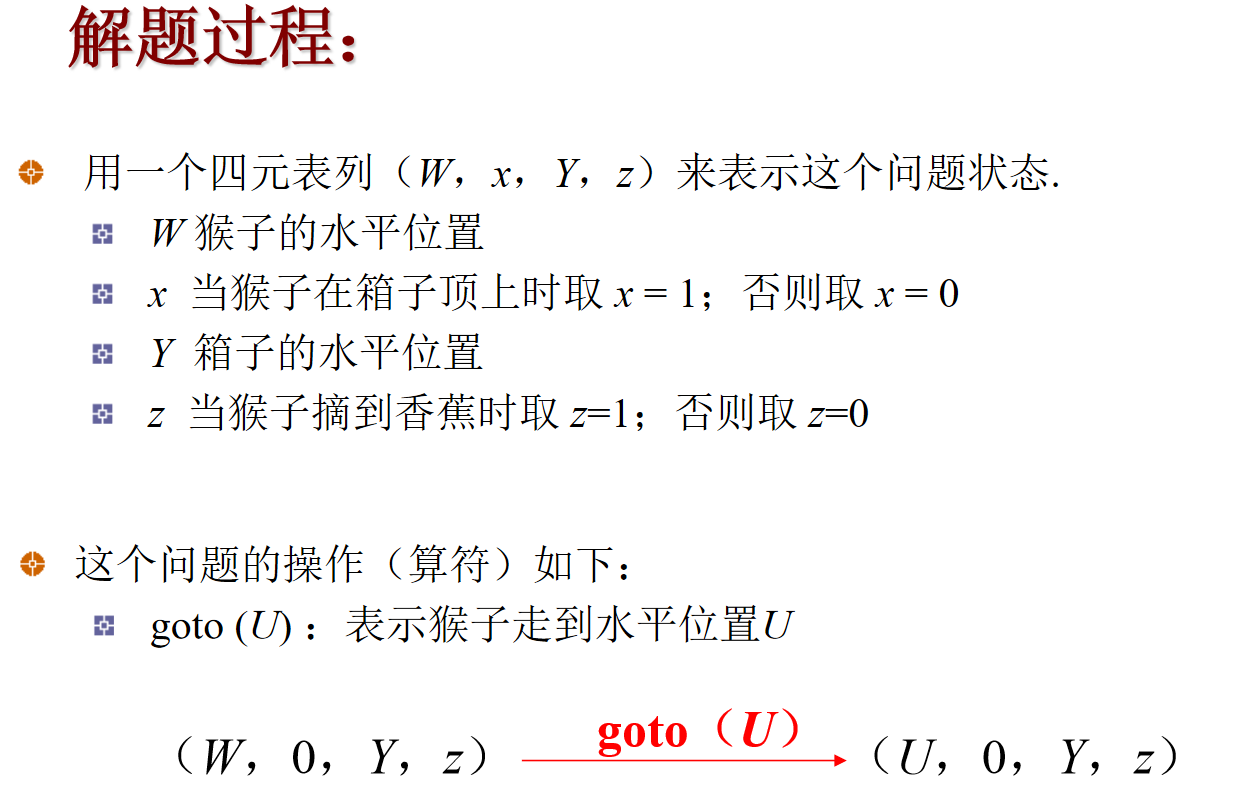 解题过程：
用一个四元表列（W，x，Y，z）来表示这个问题状态.
W 猴子的水平位置
x 当猴子在箱子顶上时取 x = 1；否则取 x = 0
Y 箱子的水平位置
z 当猴子摘到香蕉时取 z=1；否则取 z=0
这个问题的操作（算符）如下：
goto (U)：表示猴子走到水平位置U
goto（U）
（W，0，Y，z） （U，0，Y，z）